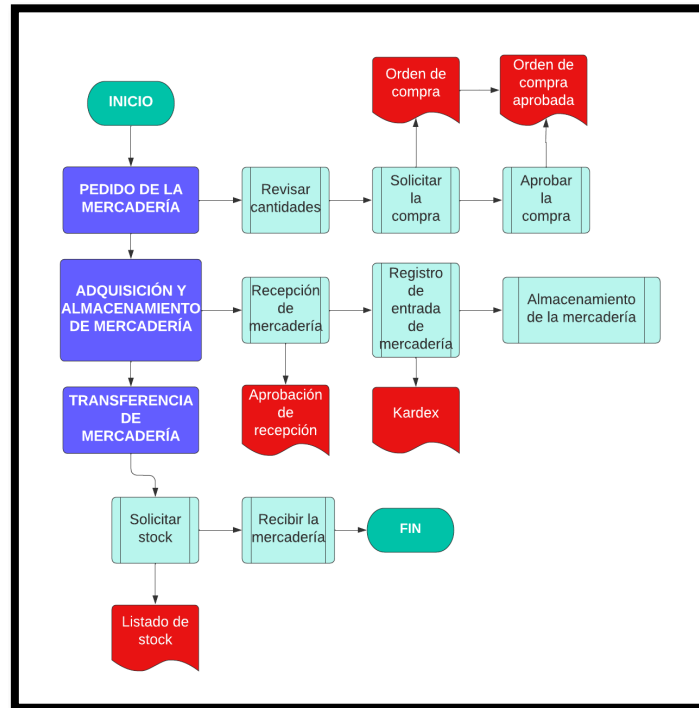 Orden de
compra
Orden de
compra
aprobada
INICIO
PEDIDO DE LA
MERCADERÍA
Revisar
cantidades
Solicitar
la
compra
Aprobar
la
compra
ADQUISICIÓN Y
ALMACENAMIENTO
DE MERCADERÍA
Recepción
de
mercadería
Registro
de
entrada
de
mercadería
Almacenamiento
de la mercadería
TRANSFERENCIA
DE
MERCADERÍA
Aprobación
de
recepción
Kardex
Solicitar
stock
Recibir la
mercadería
FIN
Listado de
stock